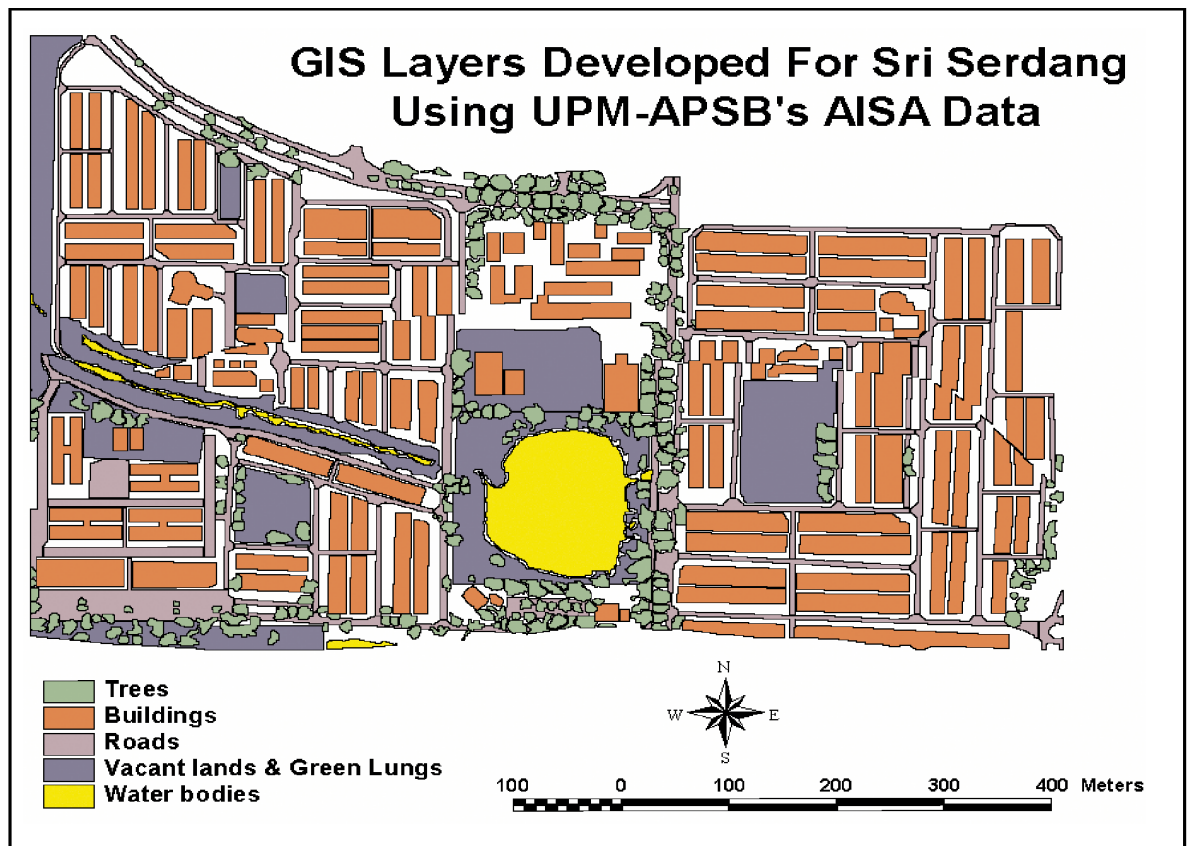 GIS Layers Developed For Sri Serdang
Using UPM-APSB's AISA Data
Trees
Buildings
Roads
Vacant lands & Green Lungs
Water bodies
N
W E
S
100 0 100 200 300 400 Meters